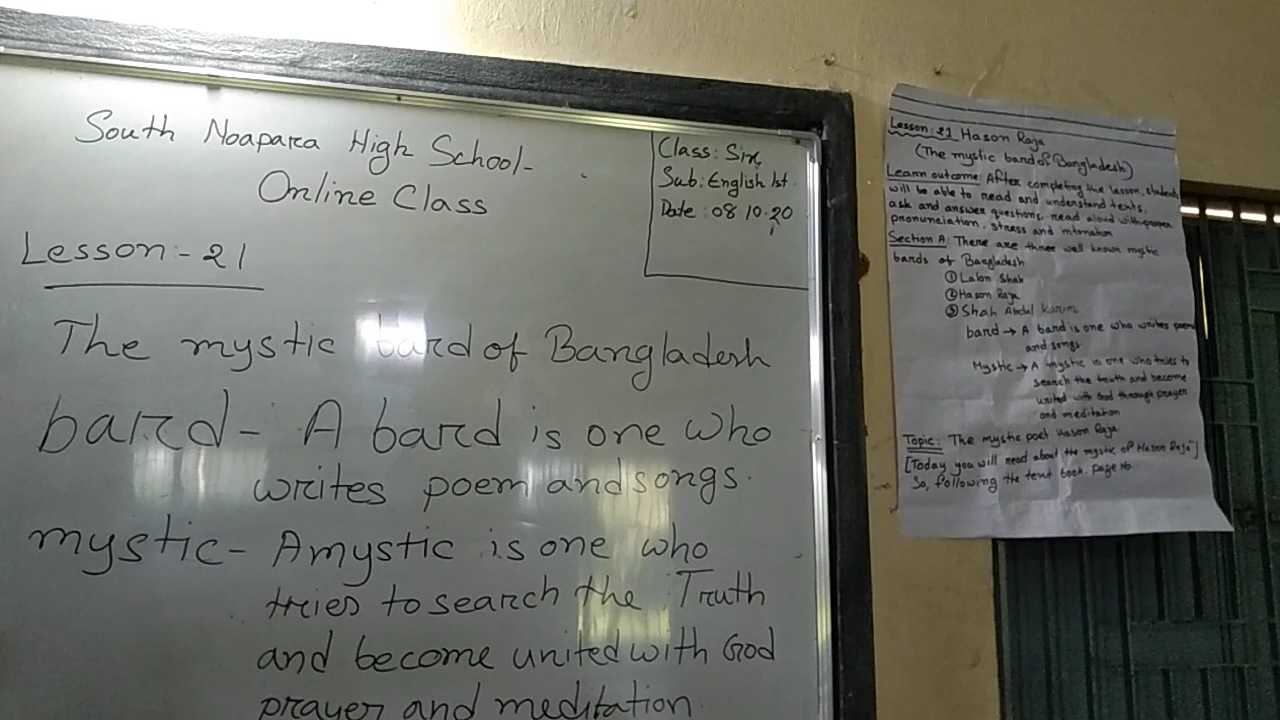 South Noapara High School-
Online Class
Class: Six
Sub: English 1st
Date: 08.10.20
Lesson - 21
The mystic bard of Bangladesh
bard - A bard is one who
writes poem and songs.
mystic - A mystic is one who
tries to search the Truth
and become united with God
prayer and meditation.
Lesson: 21 Hason Raja
(The mystic bard of Bangladesh)
Learn outcome: After completing the lesson, students
will be able to read and understand texts,
ask and answer questions, read aloud with proper
pronunciation, stress and intonation
Section A: There are three well known mystic
bards of Bangladesh
① Lalon Shah
② Hason Raja
③ Shah Abdul Karim
bard → A bard is one who writes poem
and songs
Mystic → A mystic is one who tries to
search the truth and become
united with God through prayer
and meditation
Topic: The mystic poet Hason Raja
[Today you will read about the mystic of Hason Raja"]
So, following the text book. page